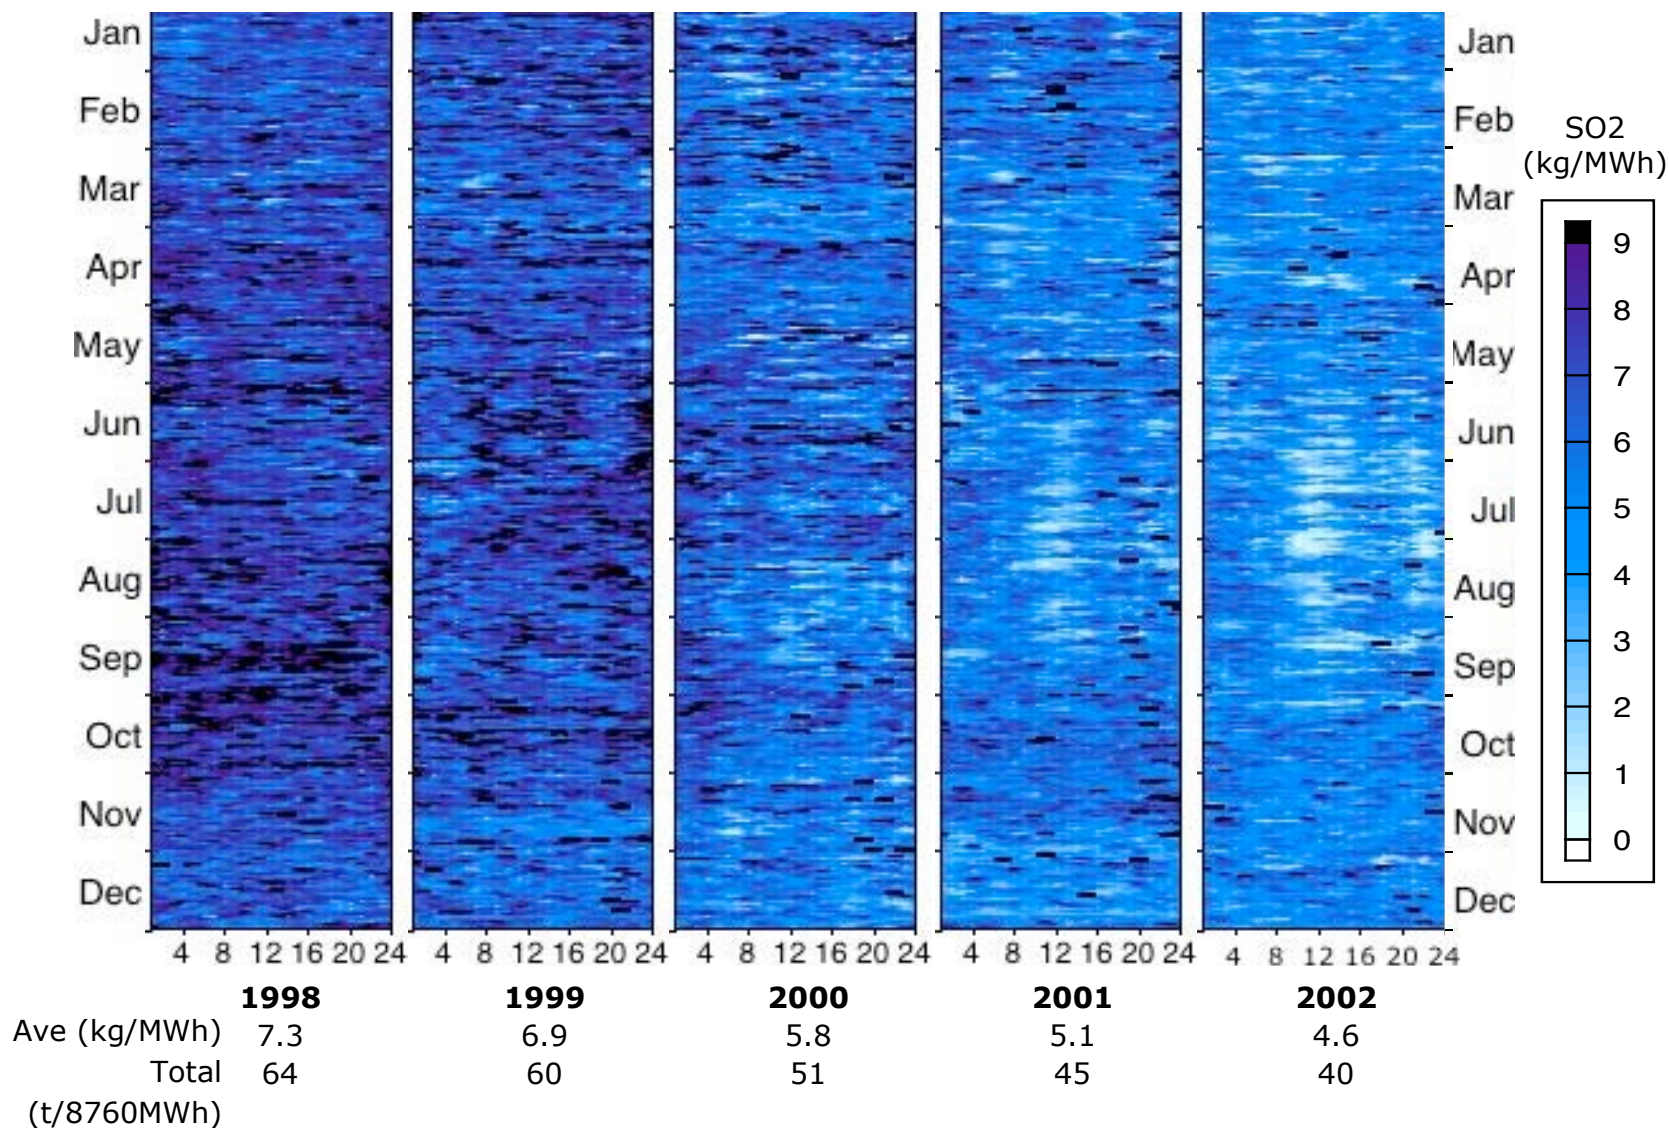 Jan
Feb
Mar
Apr
May
Jun
Jul
Aug
Sep
Oct
Nov
Dec
Jan
Feb
Mar
Apr
May
Jun
Jul
Aug
Sep
Oct
Nov
Dec
SO2
(kg/MWh)
9
8
7
6
5
4
3
2
1
0
4 8 12 16 20 24 4 8 12 16 20 24 4 8 12 16 20 24 4 8 12 16 20 24 4 8 12 16 20 24
1998 1999 2000 2001 2002
Ave (kg/MWh) 7.3 6.9 5.8 5.1 4.6
Total 64 60 51 45 40
(t/8760MWh)